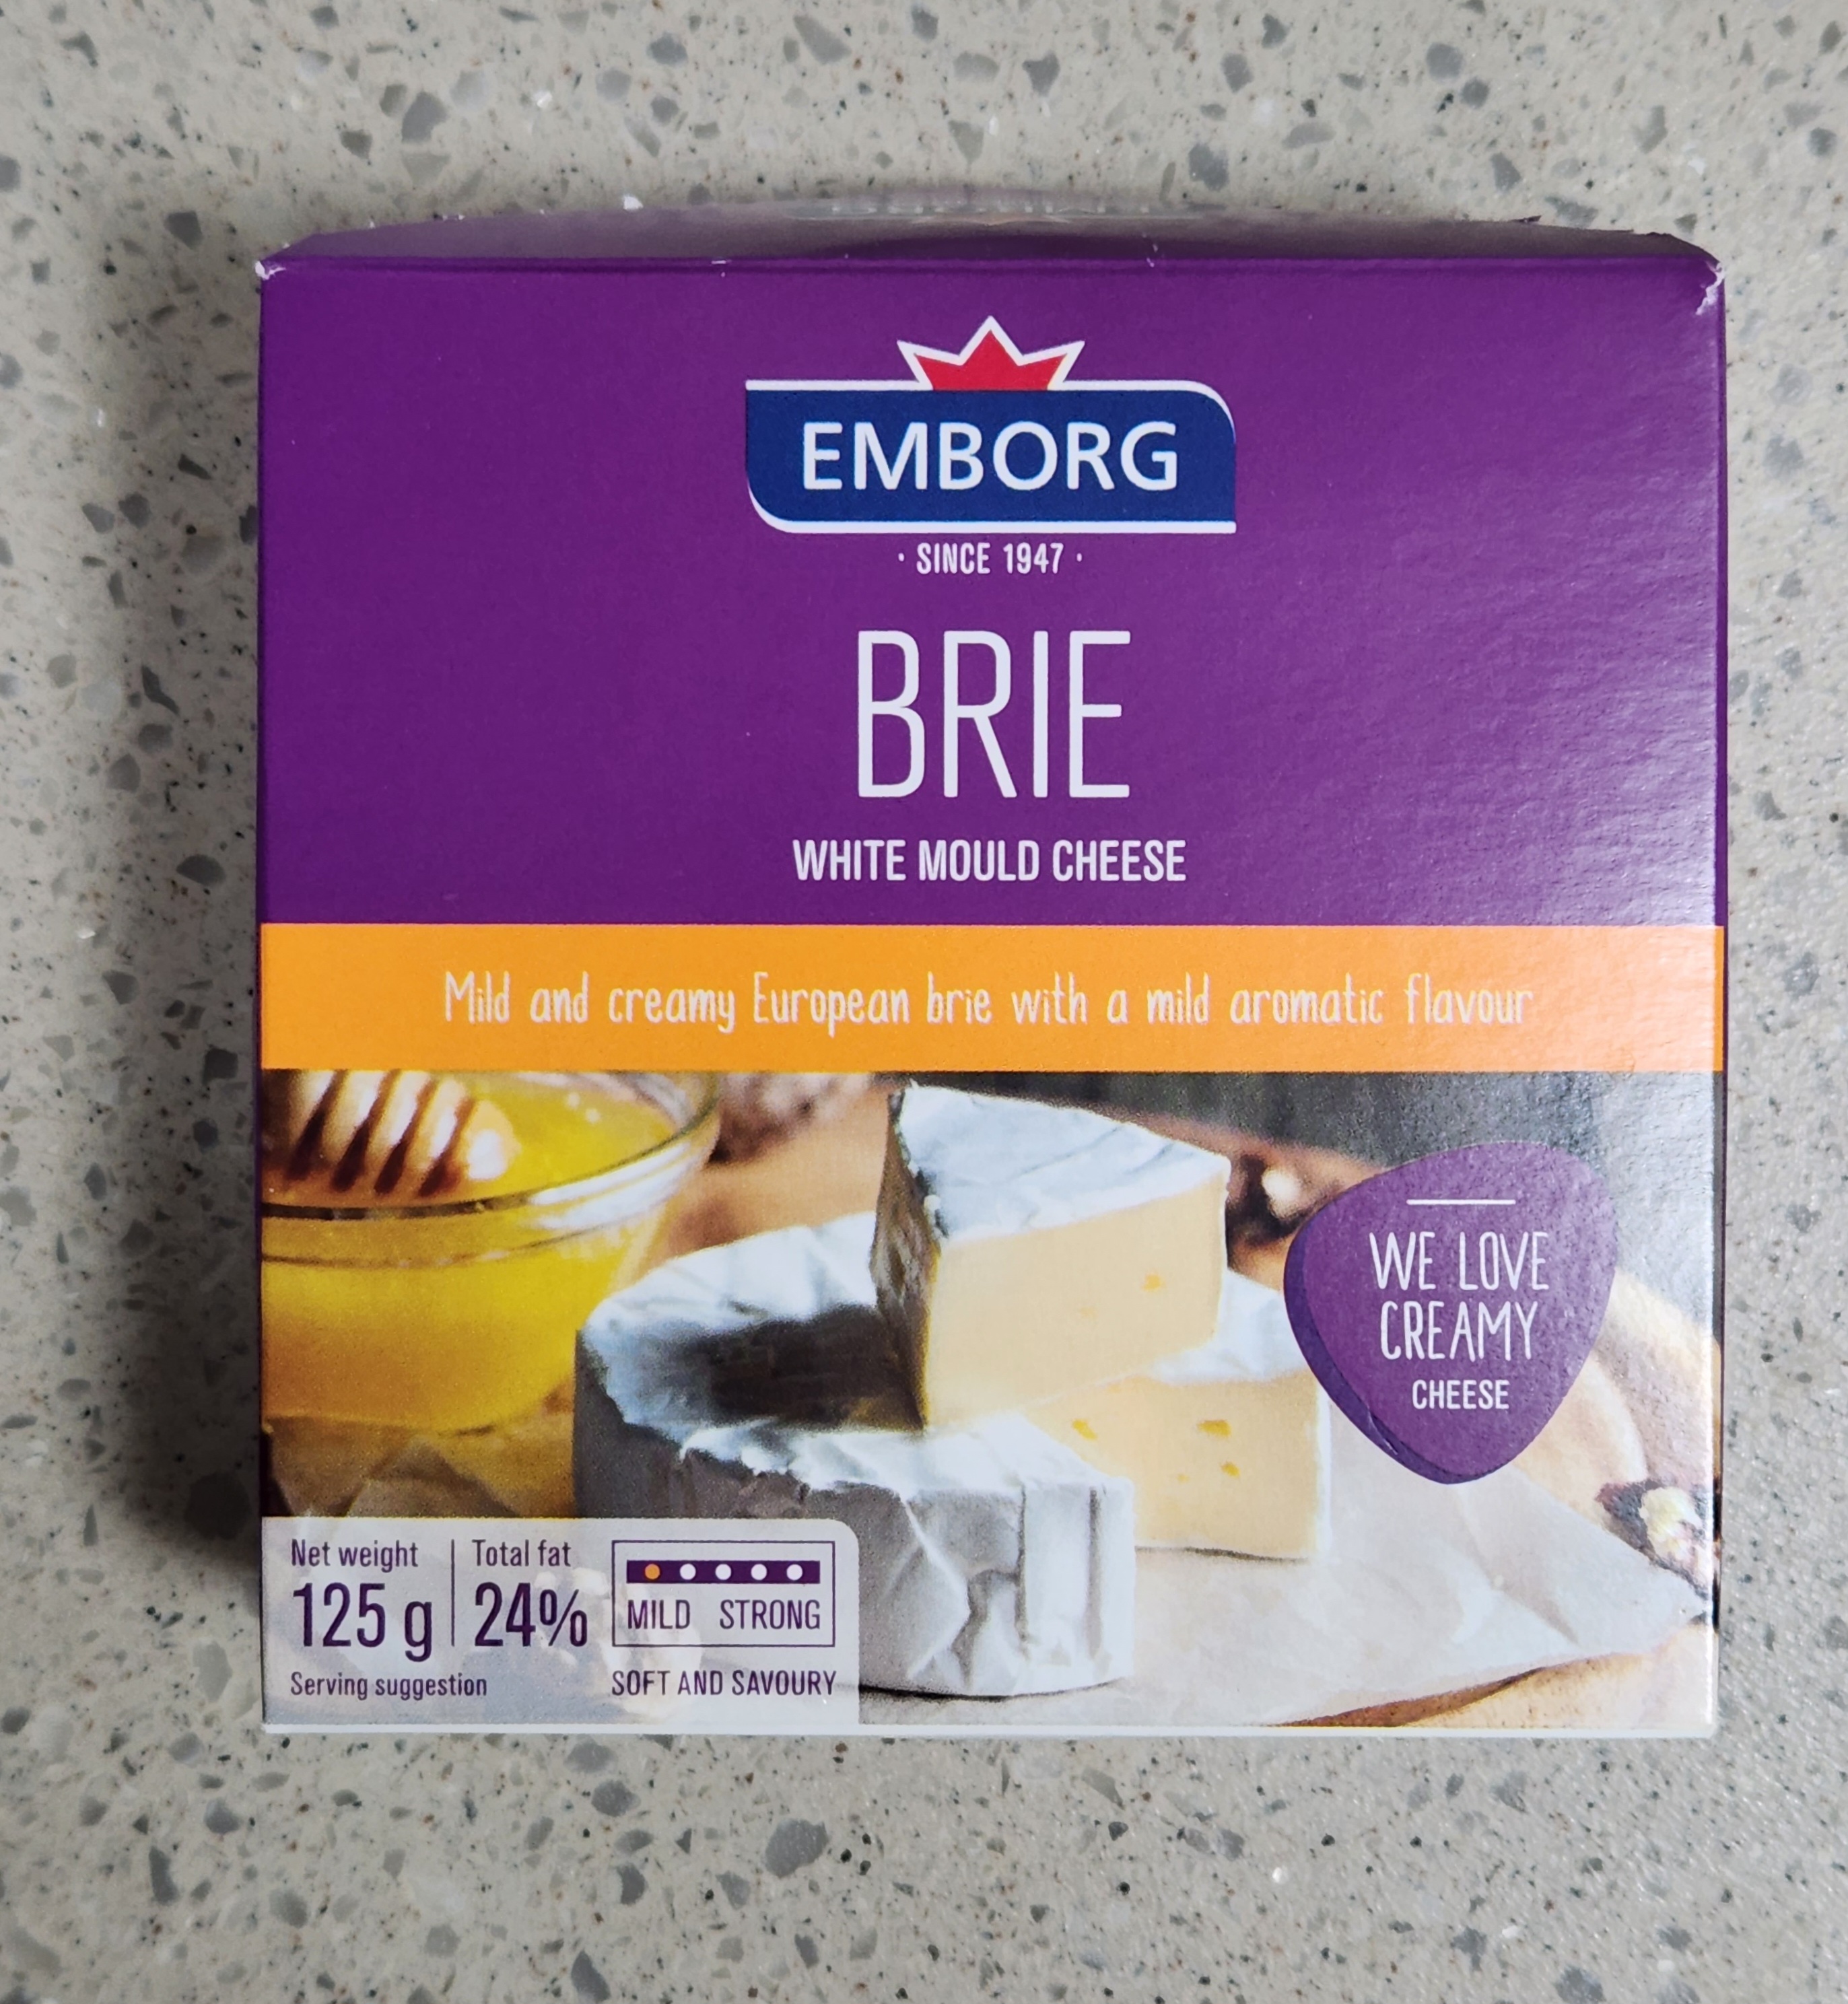 EMBORG
· SINCE 1947 ·
BRIE
WHITE MOULD CHEESE
Mild and creamy European brie with a mild aromatic flavour
WE LOVE
CREAMY
CHEESE
Net weight
125 g
Total fat
24%
MILD STRONG
Serving suggestion
SOFT AND SAVOURY